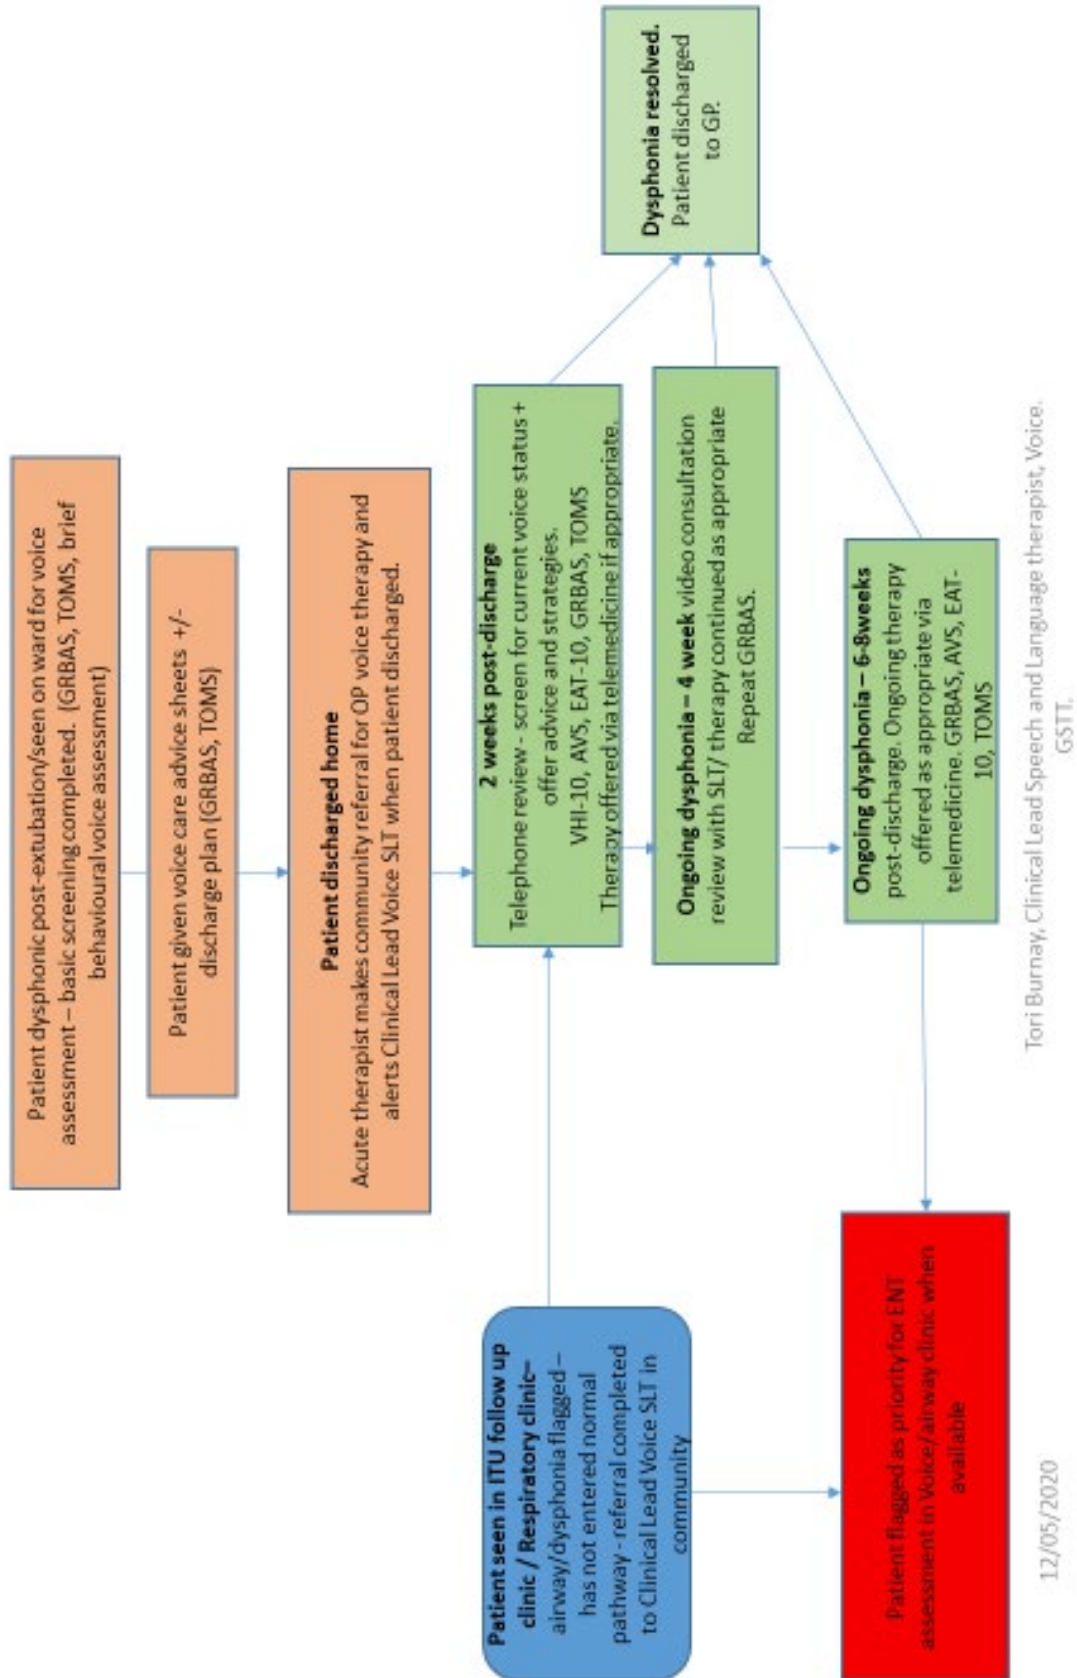 Patient dysphonic post-extubation/seen on ward for voice
assessment – basic screening completed. (GRBAS, TOMS, brief
behavioural voice assessment)
Patient given voice care advice sheets +/-
discharge plan (GRBAS, TOMS)
Patient discharged home
Acute therapist makes community referral for OP voice therapy and
alerts Clinical Lead Voice SLT when patient discharged.
Patient seen in ITU follow up
clinic / Respiratory clinic–
airway/dysphonia flagged –
has not entered normal
pathway - referral completed
to Clinical Lead Voice SLT in
community
2 weeks post-discharge
Telephone review - screen for current voice status +
offer advice and strategies.
VHI-10, AVS, EAT-10, GRBAS, TOMS
Therapy offered via telemedicine if appropriate.
Dysphonia resolved.
Patient discharged
to GP.
Ongoing dysphonia – 4 week video consultation
review with SLT/ therapy continued as appropriate
Repeat GRBAS.
Patient flagged as priority for ENT
assessment in Voice/airway clinic when
available
Ongoing dysphonia – 6-8weeks
post-discharge. Ongoing therapy
offered as appropriate via
telemedicine. GRBAS, AVS, EAT-
10, TOMS
12/05/2020
Tori Burnay, Clinical Lead Speech and Language therapist, Voice.
GSTT.